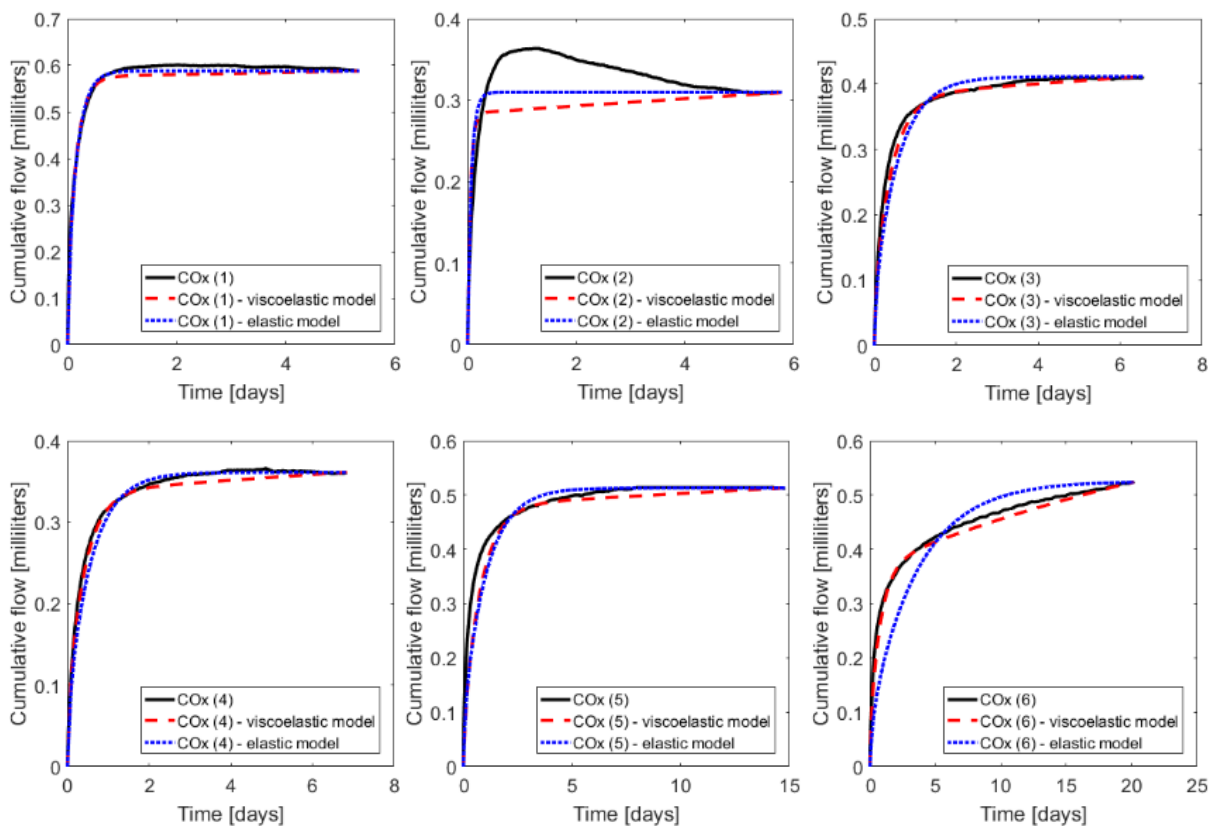 0.7
0.6
0.5
0.4
0.3
0.2
0.1
0
Cumulative flow [milliliters]
COx (1)
COx (1) - viscoelastic model
COx (1) - elastic model
0 2 4 6
Time [days]
0.4
0.3
0.2
0.1
0
Cumulative flow [milliliters]
COx (2)
COx (2) - viscoelastic model
COx (2) - elastic model
0 2 4 6
Time [days]
0.5
0.4
0.3
0.2
0.1
0
Cumulative flow [milliliters]
COx (3)
COx (3) - viscoelastic model
COx (3) - elastic model
0 2 4 6 8
Time [days]
0.4
0.3
0.2
0.1
0
Cumulative flow [milliliters]
COx (4)
COx (4) - viscoelastic model
COx (4) - elastic model
0 2 4 6 8
Time [days]
0.6
0.5
0.4
0.3
0.2
0.1
0
Cumulative flow [milliliters]
COx (5)
COx (5) - viscoelastic model
COx (5) - elastic model
0 5 10 15
Time [days]
0.6
0.5
0.4
0.3
0.2
0.1
0
Cumulative flow [milliliters]
COx (6)
COx (6) - viscoelastic model
COx (6) - elastic model
0 5 10 15 20 25
Time [days]